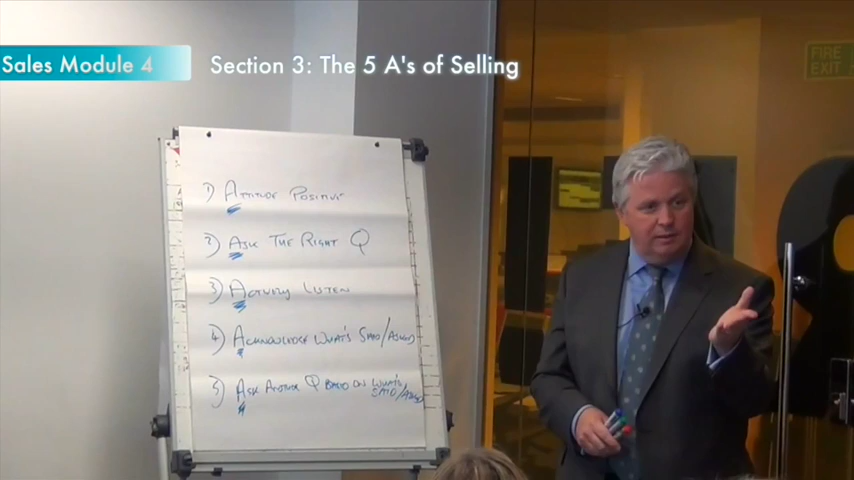 Sales Module 4
Section 3: The 5 A's of Selling
FIRE
EXIT
1) ATTITUDE POSITIVE
2) ASK THE RIGHT Q
3) ACTIVELY LISTEN
4) ACKNOWLEDGE WHAT'S SAID/ASKED
5) ASK ANOTHER Q BASED ON WHAT'S
SAID/ASKED